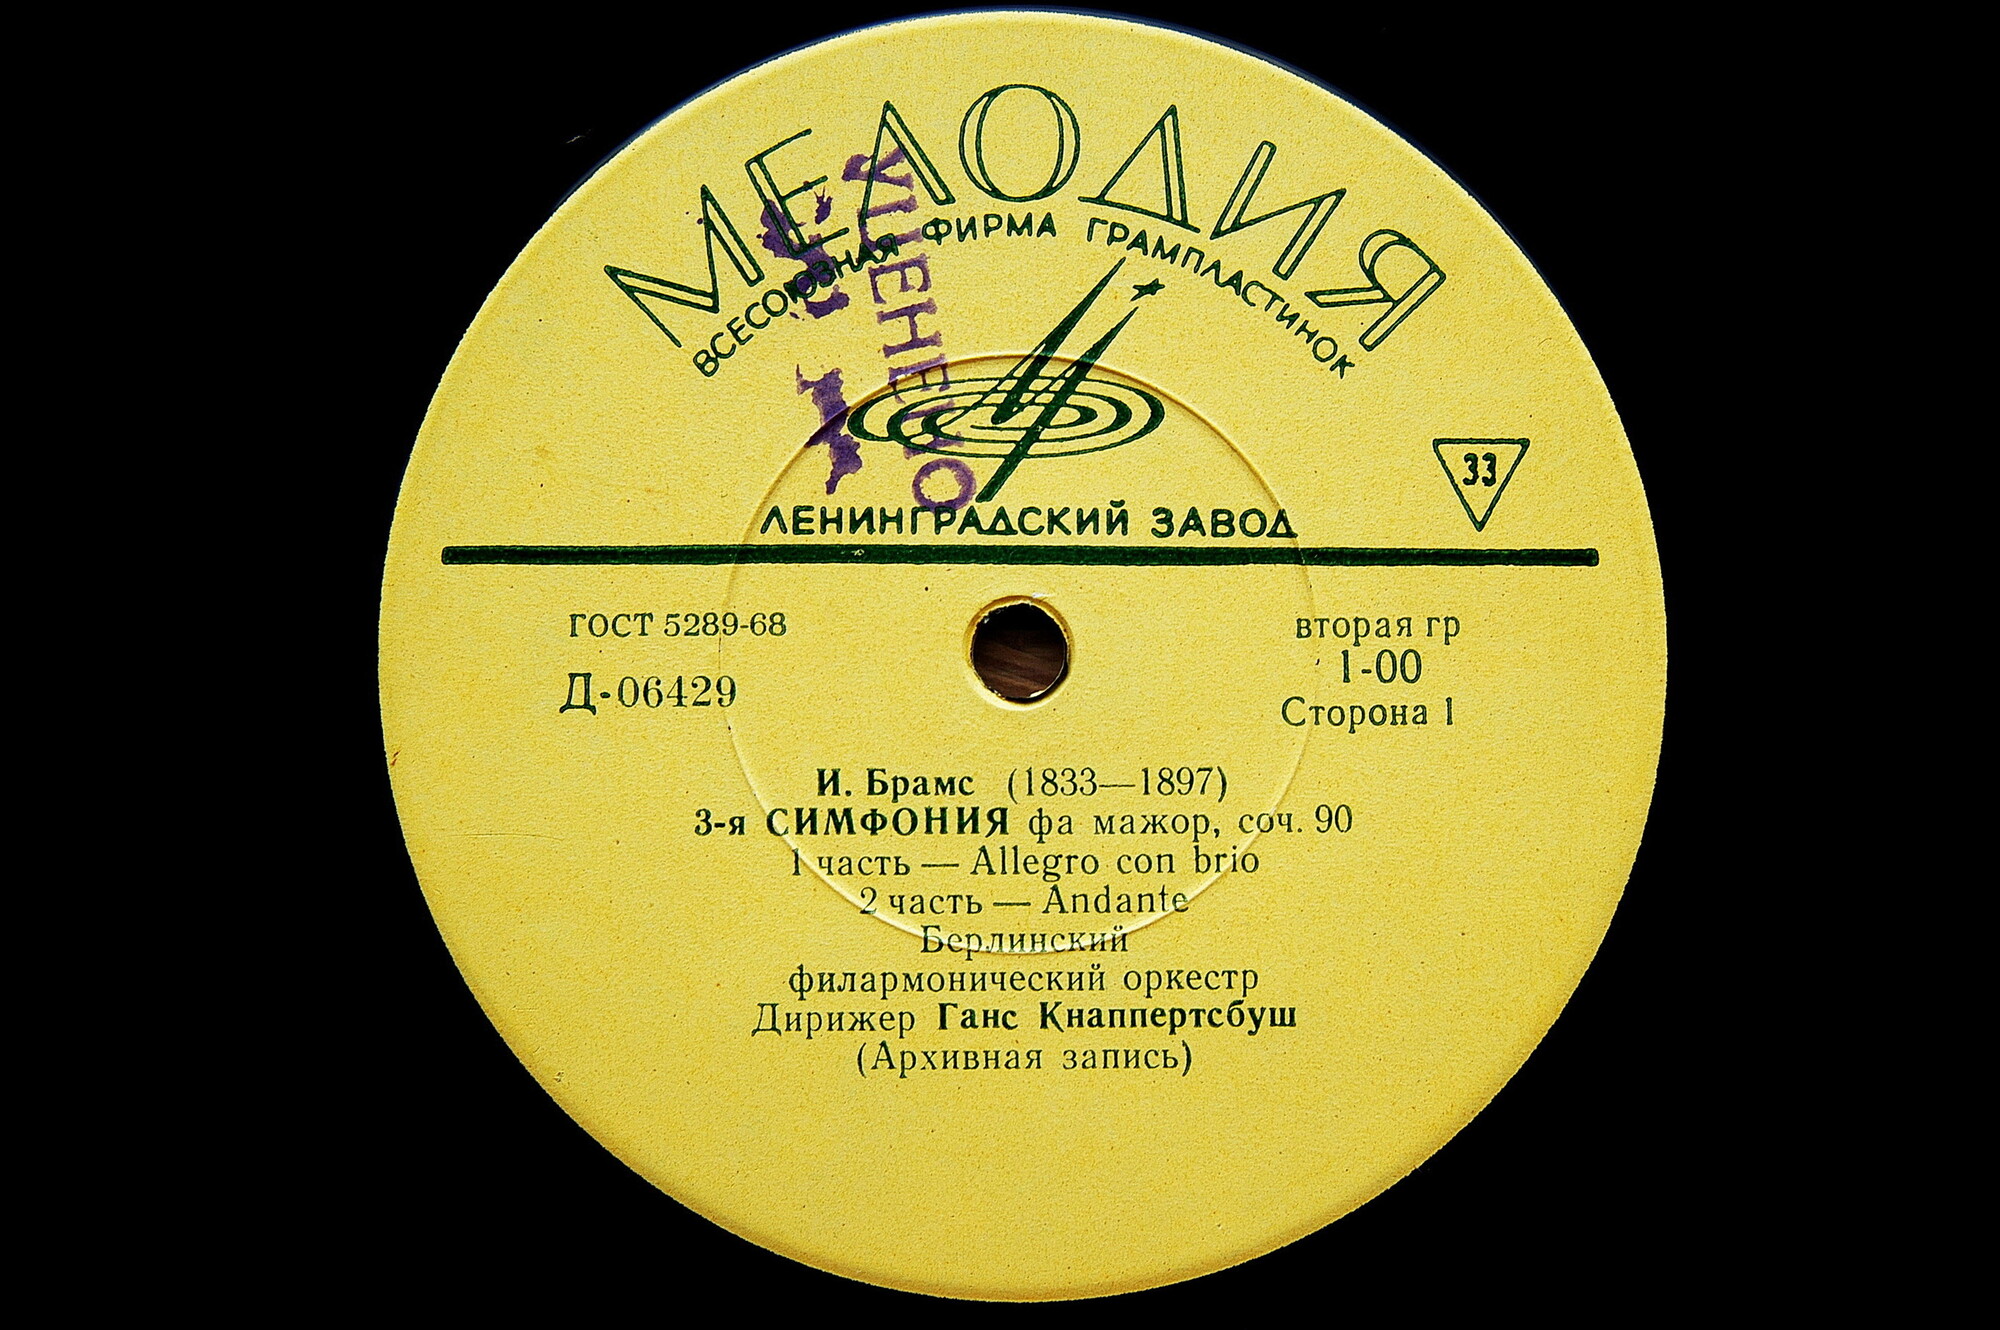 МЕЛОДИЯ
ВСЕСОЮЗНАЯ ФИРМА ГРАМПЛАСТИНОК
УЦЕНЕНО
33
ЛЕНИНГРАДСКИЙ ЗАВОД
ГОСТ 5289-68
Д-06429
вторая гр
1-00
Сторона 1
И. Брамс (1833—1897)
3-я СИМФОНИЯ фа мажор, соч. 90
1 часть — Allegro con brio
2 часть — Andante
Берлинский
филармонический оркестр
Дирижер Ганс Кнаппертсбуш
(Архивная запись)